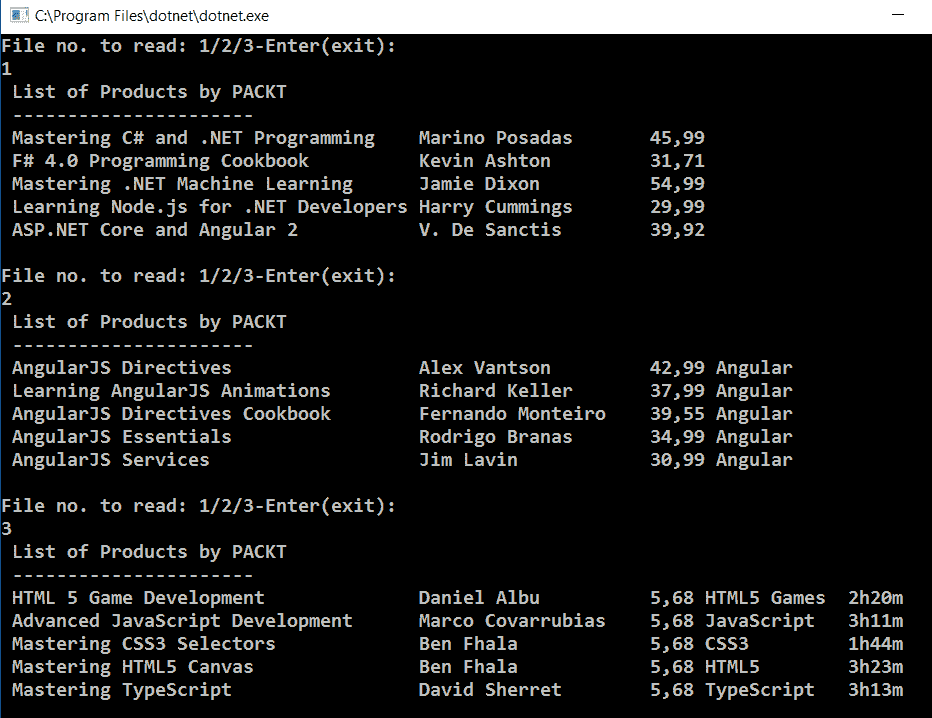 C:\Program Files\dotnet\dotnet.exe
File no. to read: 1/2/3-Enter(exit):
1
List of Products by PACKT
----------------------
Mastering C# and .NET Programming Marino Posadas 45,99
F# 4.0 Programming Cookbook Kevin Ashton 31,71
Mastering .NET Machine Learning Jamie Dixon 54,99
Learning Node.js for .NET Developers Harry Cummings 29,99
ASP.NET Core and Angular 2 V. De Sanctis 39,92
File no. to read: 1/2/3-Enter(exit):
2
List of Products by PACKT
----------------------
AngularJS Directives Alex Vantson 42,99 Angular
Learning AngularJS Animations Richard Keller 37,99 Angular
AngularJS Directives Cookbook Fernando Monteiro 39,55 Angular
AngularJS Essentials Rodrigo Branas 34,99 Angular
AngularJS Services Jim Lavin 30,99 Angular
File no. to read: 1/2/3-Enter(exit):
3
List of Products by PACKT
----------------------
HTML 5 Game Development Daniel Albu 5,68 HTML5 Games 2h20m
Advanced JavaScript Development Marco Covarrubias 5,68 JavaScript 3h11m
Mastering CSS3 Selectors Ben Fhala 5,68 CSS3 1h44m
Mastering HTML5 Canvas Ben Fhala 5,68 HTML5 3h23m
Mastering TypeScript David Sherret 5,68 TypeScript 3h13m